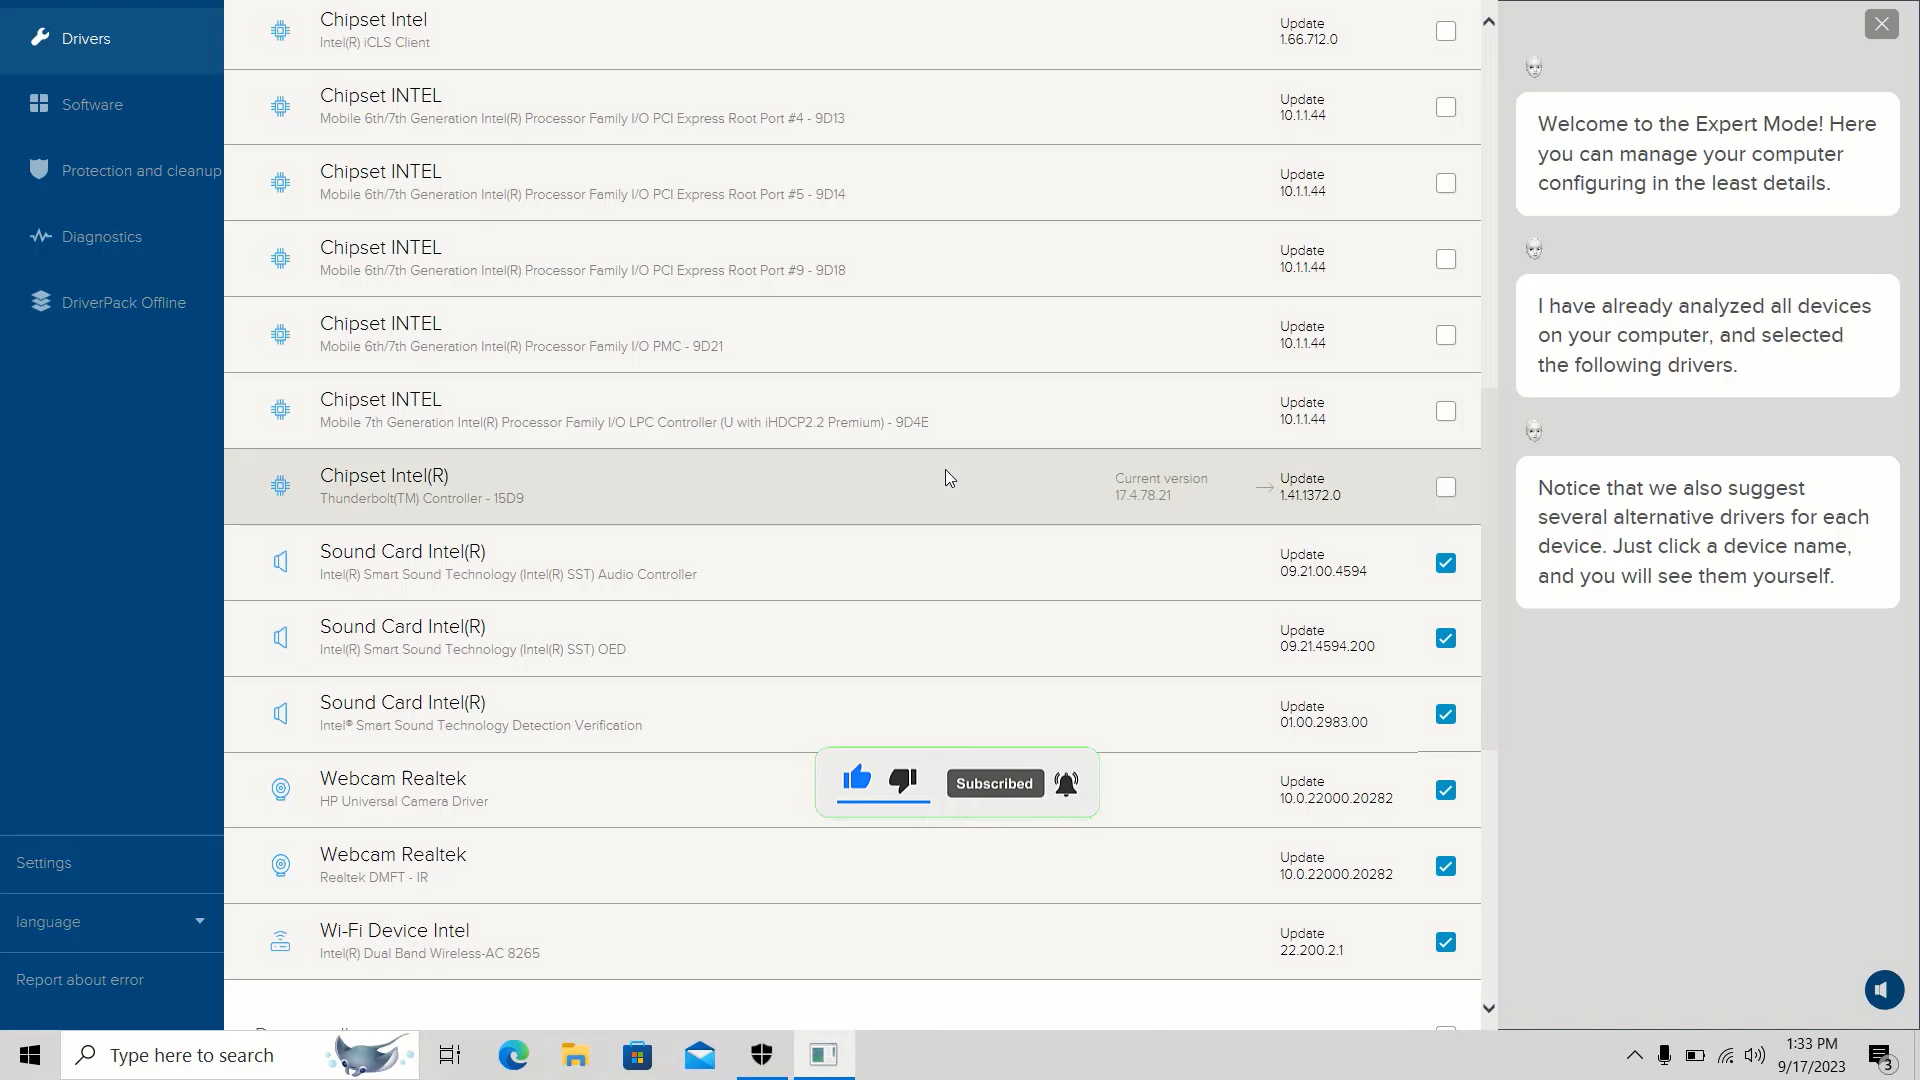 Drivers
Software
Protection and cleanup
Diagnostics
DriverPack Offline
Settings
language
Report about error
Chipset Intel
Intel(R) iCLS Client
Update
1.66.712.0
Chipset INTEL
Mobile 6th/7th Generation Intel(R) Processor Family I/O PCI Express Root Port #4 - 9D13
Update
10.1.1.44
Chipset INTEL
Mobile 6th/7th Generation Intel(R) Processor Family I/O PCI Express Root Port #5 - 9D14
Update
10.1.1.44
Chipset INTEL
Mobile 6th/7th Generation Intel(R) Processor Family I/O PCI Express Root Port #9 - 9D18
Update
10.1.1.44
Chipset INTEL
Mobile 6th/7th Generation Intel(R) Processor Family I/O PMC - 9D21
Update
10.1.1.44
Chipset INTEL
Mobile 7th Generation Intel(R) Processor Family I/O LPC Controller (U with iHDCP2.2 Premium) - 9D4E
Update
10.1.1.44
Chipset Intel(R)
Thunderbolt(TM) Controller - 15D9
Current version
17.4.78.21
Update
1.41.1372.0
Sound Card Intel(R)
Intel(R) Smart Sound Technology (Intel(R) SST) Audio Controller
Update
09.21.00.4594
Sound Card Intel(R)
Intel(R) Smart Sound Technology (Intel(R) SST) OED
Update
09.21.4594.200
Sound Card Intel(R)
Intel® Smart Sound Technology Detection Verification
Update
01.00.2983.00
Webcam Realtek
HP Universal Camera Driver
Update
10.0.22000.20282
Subscribed
Webcam Realtek
Realtek DMFT - IR
Update
10.0.22000.20282
Wi-Fi Device Intel
Intel(R) Dual Band Wireless-AC 8265
Update
22.200.2.1
Welcome to the Expert Mode! Here
you can manage your computer
configuring in the least details.
I have already analyzed all devices
on your computer, and selected
the following drivers.
Notice that we also suggest
several alternative drivers for each
device. Just click a device name,
and you will see them yourself.
Type here to search
1:33 PM
9/17/2023
3